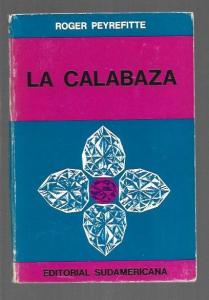 ROGER PEYREFITTE
LA CALABAZA
EDITORIAL SUDAMERICANA